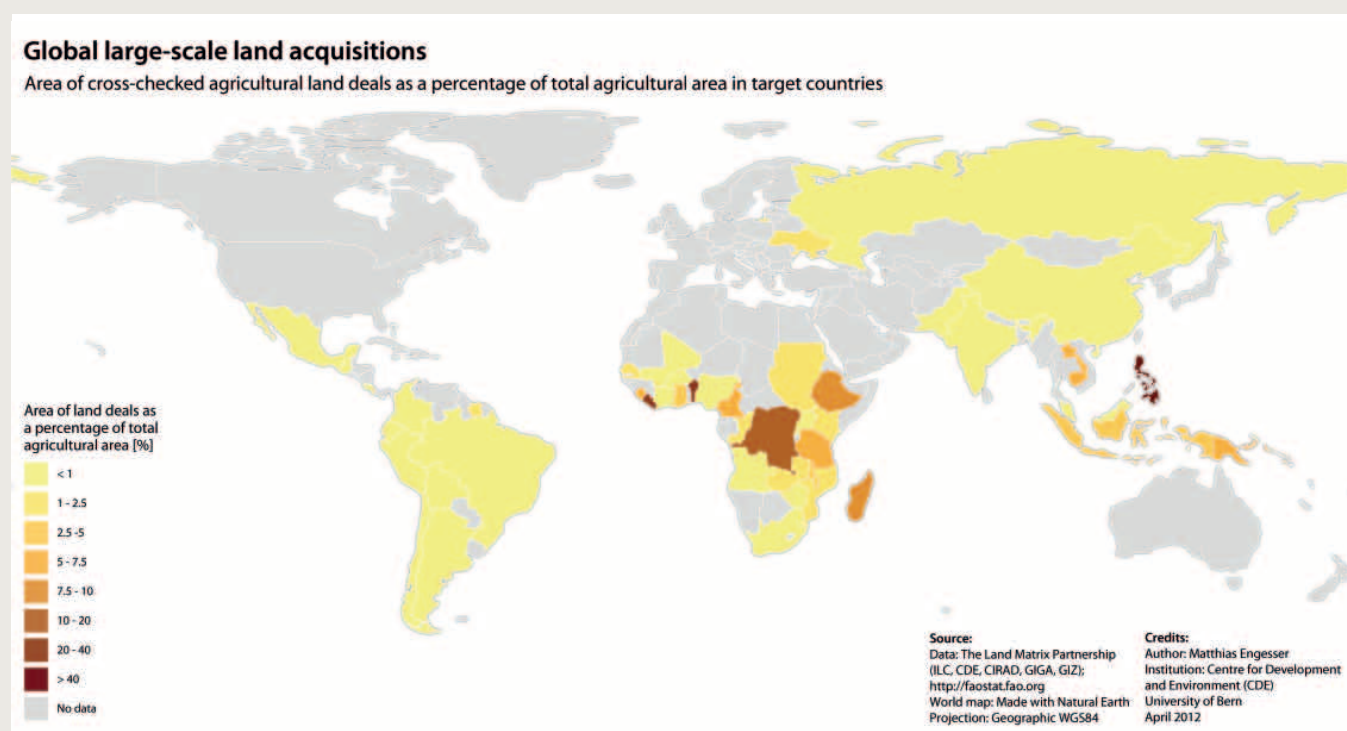 Global large-scale land acquisitions
Area of cross-checked agricultural land deals as a percentage of total agricultural area in target countries
Area of land deals as
a percentage of total
agricultural area [%]
< 1
1 - 2.5
2.5 -5
5 - 7.5
7.5 - 10
10 - 20
20 - 40
> 40
No data
Source:
Data: The Land Matrix Partnership
(ILC, CDE, CIRAD, GIGA, GIZ);
http://faostat.fao.org
World map: Made with Natural Earth
Projection: Geographic WGS84
Credits:
Author: Matthias Engesser
Institution: Centre for Development
and Environment (CDE)
University of Bern
April 2012